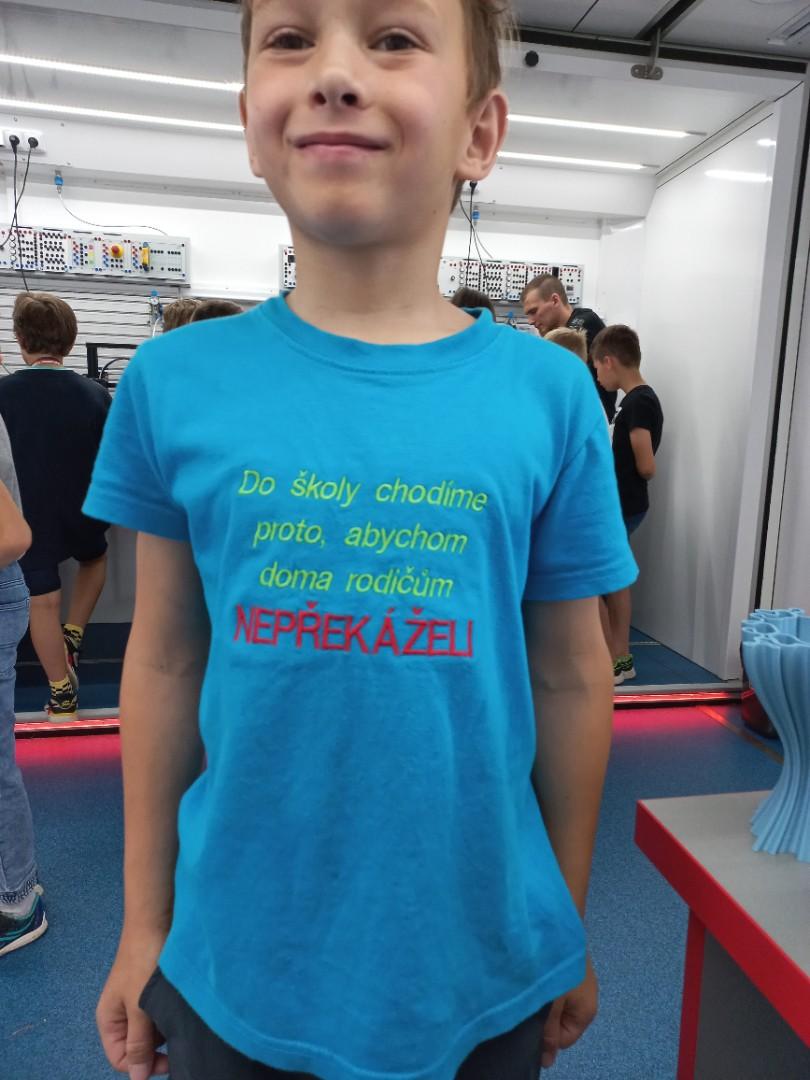 Do školy chodíme
proto, abychom
doma rodičům
NEPŘEKÁŽELI